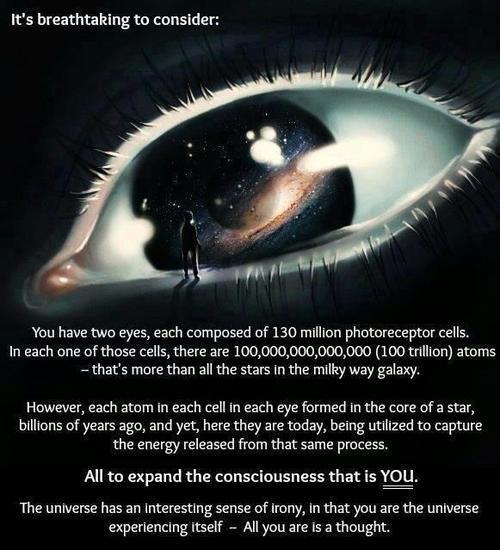 It's breathtaking to consider:
You have two eyes, each composed of 130 million photoreceptor cells.
In each one of those cells, there are 100,000,000,000,000 (100 trillion) atoms
– that's more than all the stars in the milky way galaxy.
However, each atom in each cell in each eye formed in the core of a star,
billions of years ago, and yet, here they are today, being utilized to capture
the energy released from that same process.
All to expand the consciousness that is YOU.
The universe has an interesting sense of irony, in that you are the universe
experiencing itself – All you are is a thought.